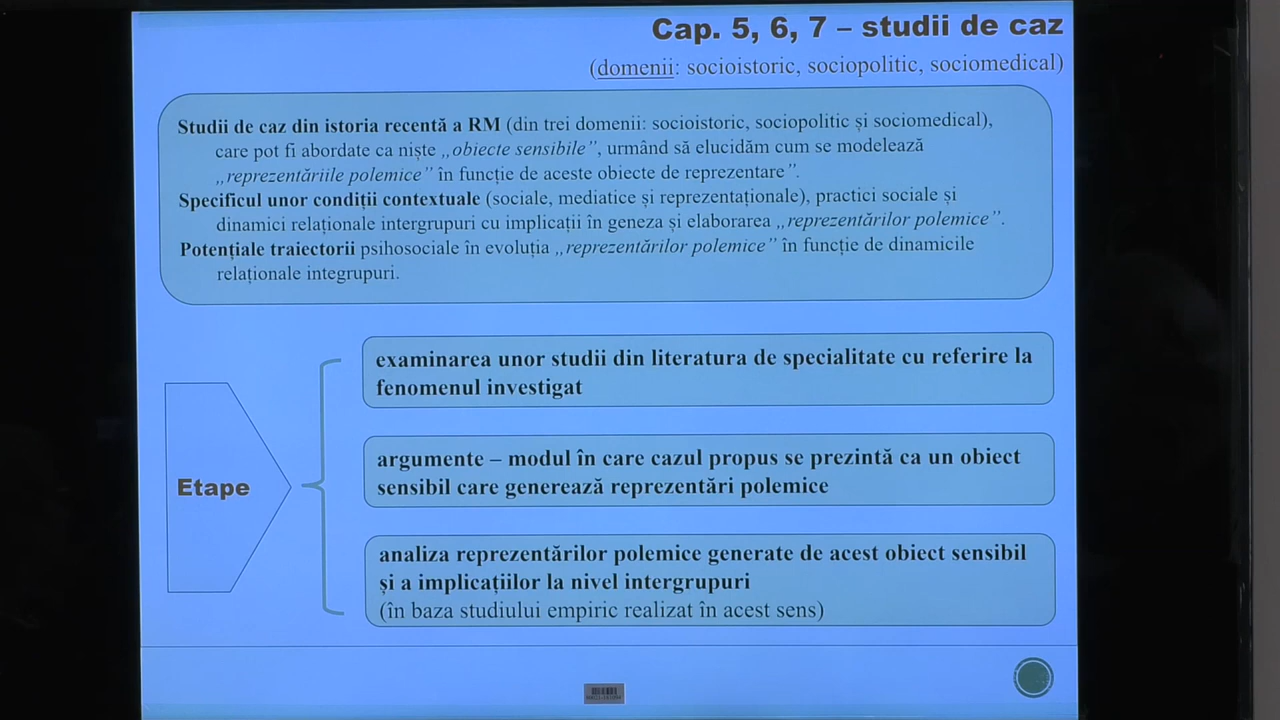 Cap. 5, 6, 7 – studii de caz
(domenii: socioistoric, sociopolitic, sociomedical)
Studii de caz din istoria recentă a RM (din trei domenii: socioistoric, sociopolitic și sociomedical),
care pot fi abordate ca niște „obiecte sensibile”, urmând să elucidăm cum se modelează
„reprezentăriile polemice” în funcție de aceste obiecte de reprezentare”.
Specificul unor condiții contextuale (sociale, mediatice și reprezentaționale), practici sociale și
dinamici relaționale intergrupuri cu implicații în geneza și elaborarea „reprezentărilor polemice”.
Potențiale traiectorii psihosociale în evoluția „reprezentărilor polemice” în funcție de dinamicile
relaționale integrupuri.
Etape
examinarea unor studii din literatura de specialitate cu referire la
fenomenul investigat
argumente – modul în care cazul propus se prezintă ca un obiect
sensibil care generează reprezentări polemice
analiza reprezentărilor polemice generate de acest obiect sensibil
și a implicațiilor la nivel intergrupuri
(în baza studiului empiric realizat în acest sens)